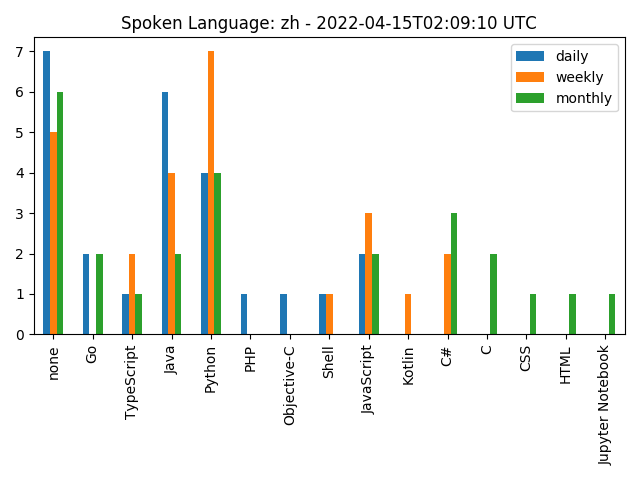 Spoken Language: zh - 2022-04-15T02:09:10 UTC
daily
weekly
monthly
7
6
5
4
3
2
1
0
none
Go
TypeScript
Java
Python
PHP
Objective-C
Shell
JavaScript
Kotlin
C#
C
CSS
HTML
Jupyter Notebook